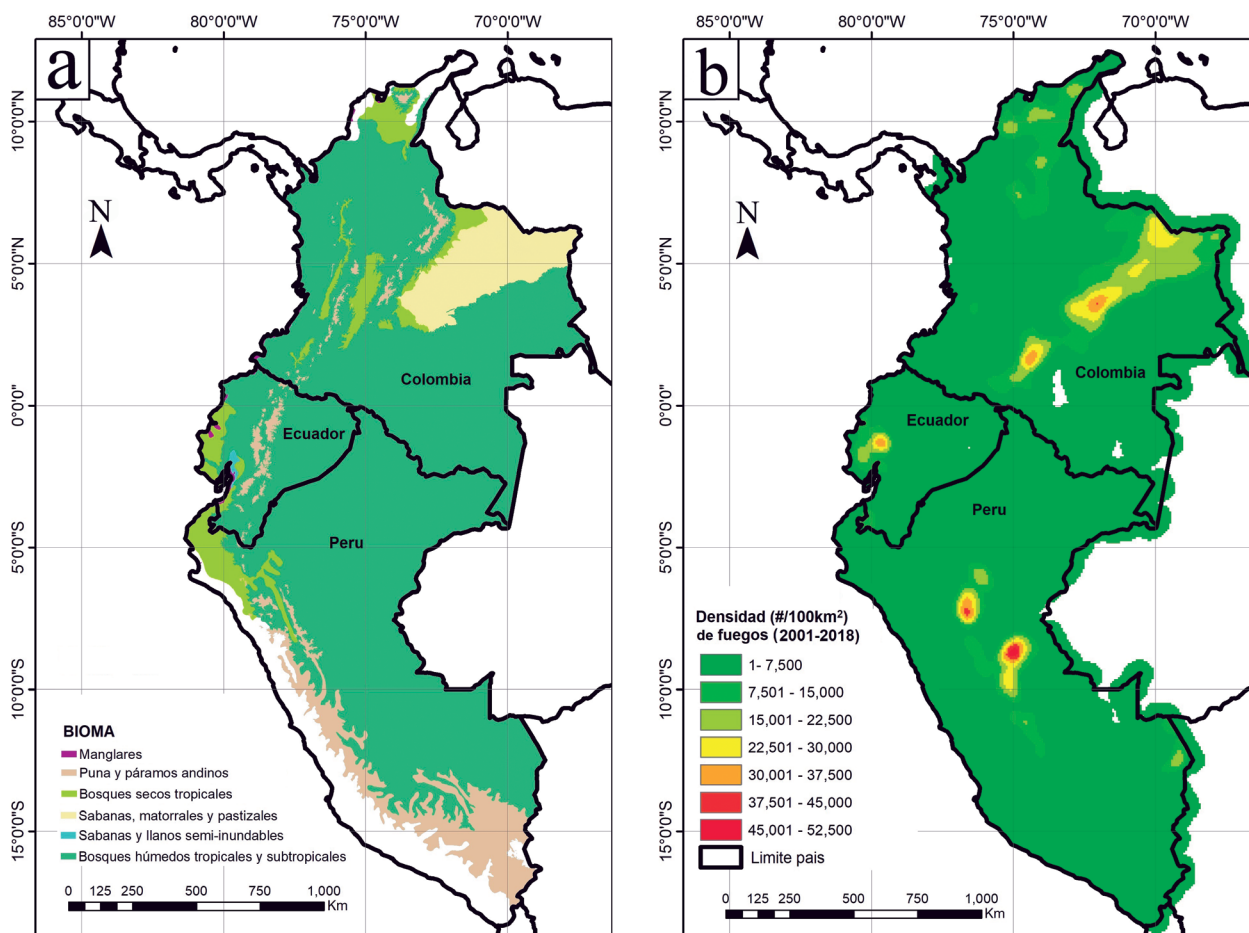 85°0'0"W 80°0'0"W 75°0'0"W 70°0'0"W
a
10°0'0"N
5°0'0"N
0°0'0"
5°0'0"S
10°0'0"S
15°0'0"S
N
Colombia
Ecuador
Peru
BIOMA
Manglares
Puna y páramos andinos
Bosques secos tropicales
Sabanas, matorrales y pastizales
Sabanas y llanos semi-inundables
Bosques húmedos tropicales y subtropicales
0 125 250 500 750 1,000
Km
85°0'0"W 80°0'0"W 75°0'0"W 70°0'0"W
b
10°0'0"N
5°0'0"N
0°0'0"
5°0'0"S
10°0'0"S
15°0'0"S
N
Colombia
Ecuador
Peru
Densidad (#/100km²)
de fuegos (2001-2018)
1- 7,500
7,501 - 15,000
15,001 - 22,500
22,501 - 30,000
30,001 - 37,500
37,501 - 45,000
45,001 - 52,500
Limite pais
0 125 250 500 750 1,000
Km